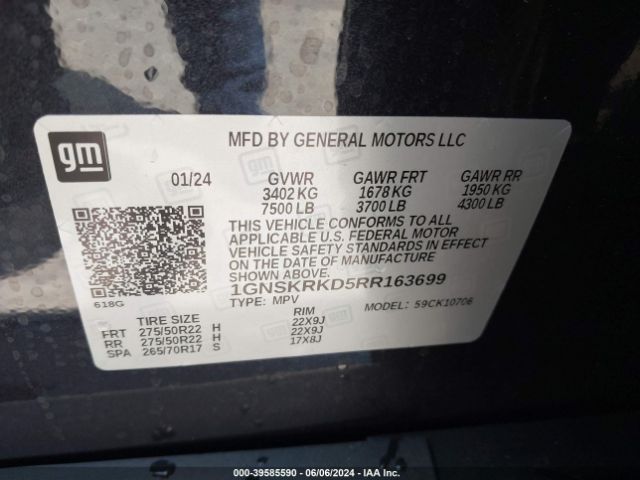 gm
MFD BY GENERAL MOTORS LLC
01/24 GVWR GAWR FRT GAWR RR
3402 KG 1678 KG 1950 KG
7500 LB 3700 LB 4300 LB
THIS VEHICLE CONFORMS TO ALL
APPLICABLE U.S. FEDERAL MOTOR
VEHICLE SAFETY STANDARDS IN EFFECT
ON THE DATE OF MANUFACTURE
SHOWN ABOVE
1GNSKRKD5RR163699
618G TYPE: MPV 59CK10706
TIRE SIZE RIM
FRT 275/50R22 H 22X9J
RR 275/50R22 H 22X9J
SPA 265/70R17 S 17X8J
000-39585590 - 06/06/2024 - IAA Inc.